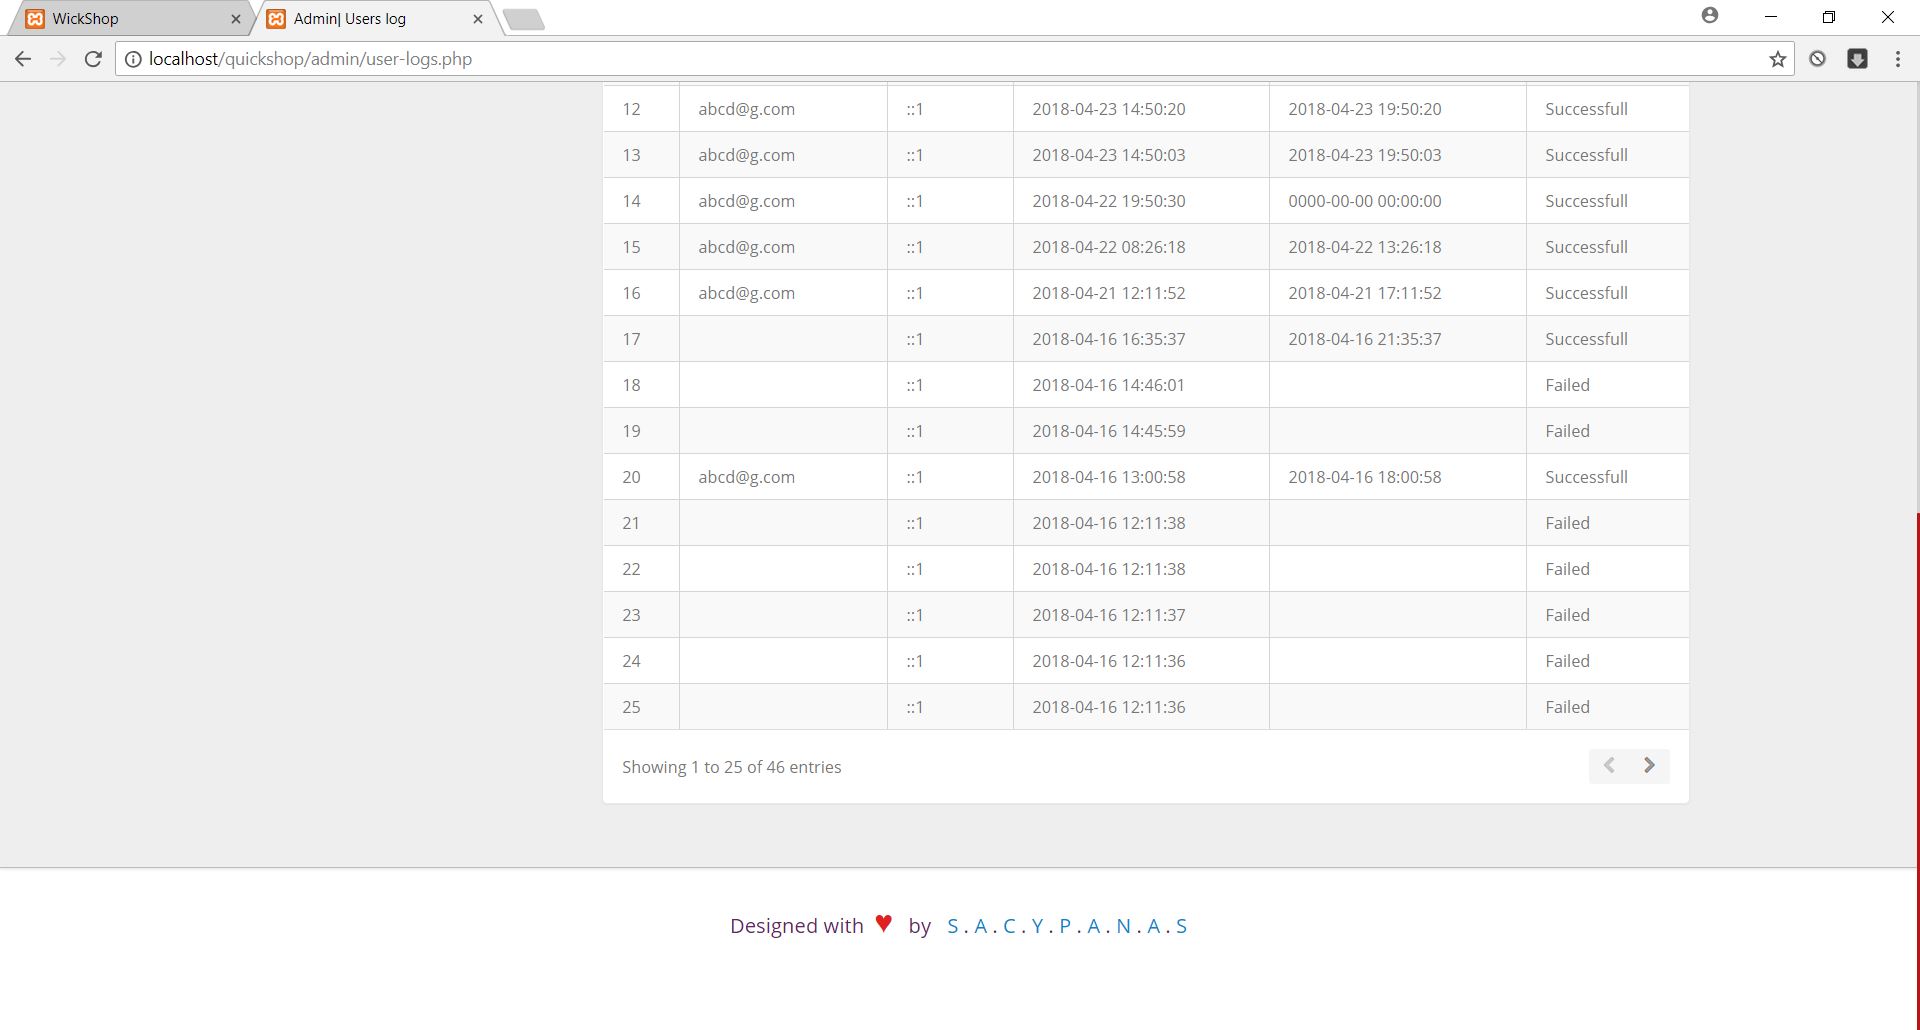 WickShop
Admin| Users log
localhost/quickshop/admin/user-logs.php
12 abcd@g.com ::1 2018-04-23 14:50:20 2018-04-23 19:50:20 Successfull
13 abcd@g.com ::1 2018-04-23 14:50:03 2018-04-23 19:50:03 Successfull
14 abcd@g.com ::1 2018-04-22 19:50:30 0000-00-00 00:00:00 Successfull
15 abcd@g.com ::1 2018-04-22 08:26:18 2018-04-22 13:26:18 Successfull
16 abcd@g.com ::1 2018-04-21 12:11:52 2018-04-21 17:11:52 Successfull
17 ::1 2018-04-16 16:35:37 2018-04-16 21:35:37 Successfull
18 ::1 2018-04-16 14:46:01 Failed
19 ::1 2018-04-16 14:45:59 Failed
20 abcd@g.com ::1 2018-04-16 13:00:58 2018-04-16 18:00:58 Successfull
21 ::1 2018-04-16 12:11:38 Failed
22 ::1 2018-04-16 12:11:38 Failed
23 ::1 2018-04-16 12:11:37 Failed
24 ::1 2018-04-16 12:11:36 Failed
25 ::1 2018-04-16 12:11:36 Failed
Showing 1 to 25 of 46 entries
Designed with ♥ by S . A . C . Y . P . A . N . A . S